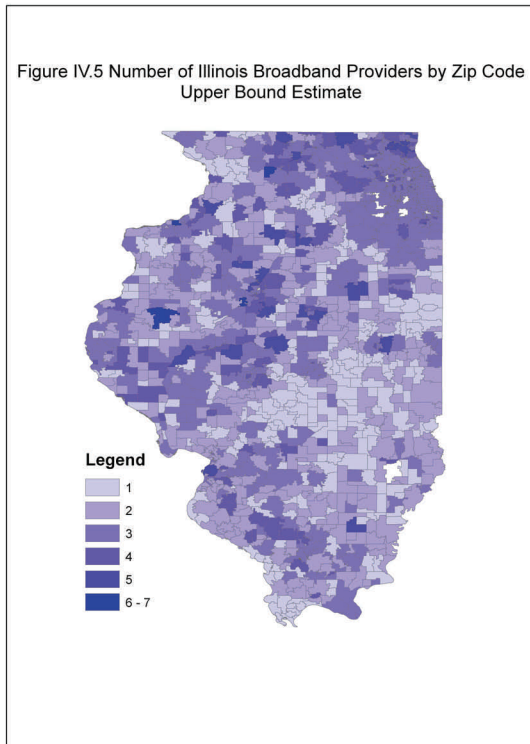 Figure IV.5 Number of Illinois Broadband Providers by Zip Code
Upper Bound Estimate
Legend
1
2
3
4
5
6 - 7